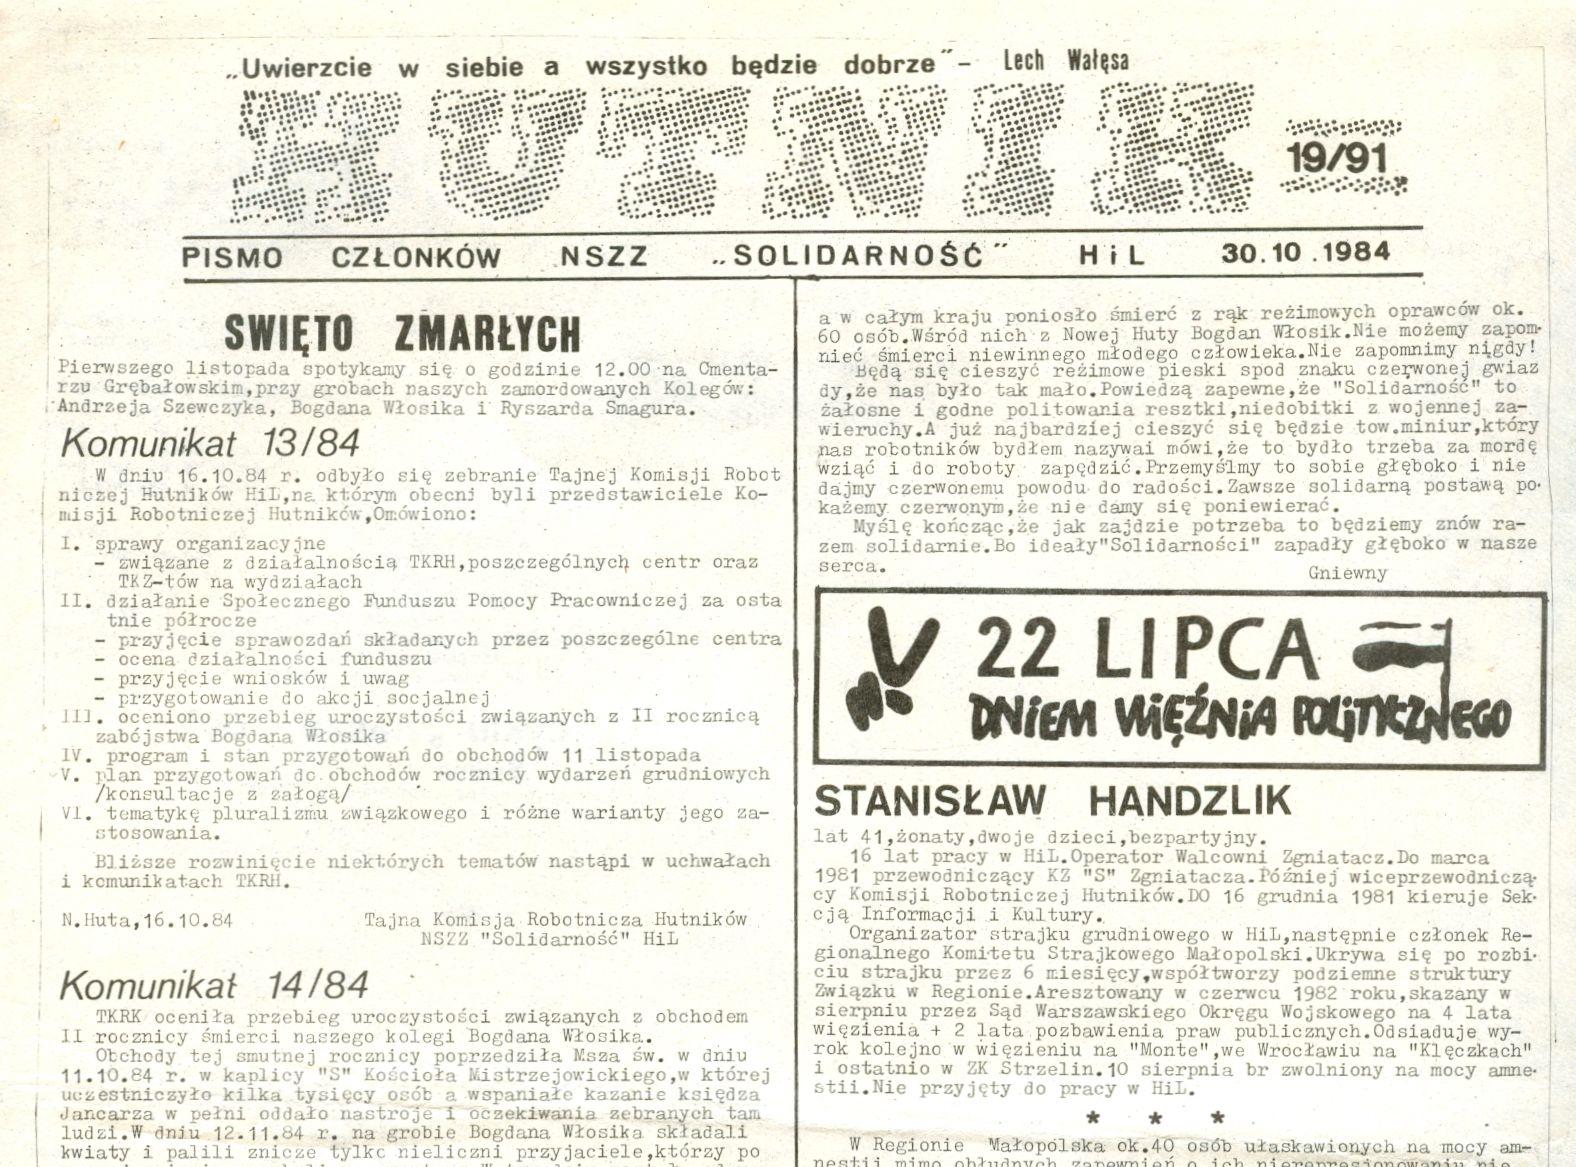 „Uwierzcie w siebie a wszystko będzie dobrze" - Lech Wałęsa
HUTNIK
19/91
PISMO CZŁONKÓW NSZZ „SOLIDARNOŚĆ" HiL 30.10.1984
SWIĘTO ZMARŁYCH
Pierwszego listopada spotykamy się o godzinie 12.00 na Cmenta-
rzu Grębałowskim,przy grobach naszych zamordowanych Kolegów:
Andrzeja Szewczyka, Bogdana Włosika i Ryszarda Smagura.
Komunikat 13/84
W dniu 16.10.84 r. odbyło się zebranie Tajnej Komisji Robot
niczej Hutników HiL,na którym obecni byli przedstawiciele Ko-
misji Robotniczej Hutników,Omówiono:
I. sprawy organizacyjne
- związane z działalnością TKRH,poszczególnych centr oraz
TKZ-tów na wydziałach
II. działanie Społecznego Funduszu Pomocy Pracowniczej za osta
tnie półrocze
- przyjęcie sprawozdań składanych przez poszczególne centra
- ocena działalności funduszu
- przyjęcie wniosków i uwag
- przygotowanie do akcji socjalnej
III. oceniono przebieg uroczystości związanych z II rocznicą
zabójstwa Bogdana Włosika
IV. program i stan przygotowań do obchodów 11 listopada
V. plan przygotowań do obchodów rocznicy wydarzeń grudniowych
/konsultacje z załogą/
VI. tematykę pluralizmu związkowego i różne warianty jego za-
stosowania.
Bliższe rozwinięcie niektórych tematów nastąpi w uchwałach
i komunikatach TKRH.
N.Huta,16.10.84 Tajna Komisja Robotnicza Hutników
NSZZ "Solidarność" HiL
Komunikat 14/84
TKRK oceniła przebieg uroczystości związanych z obchodem
II rocznicy śmierci naszego kolegi Bogdana Włosika.
Obchody tej smutnej rocznicy poprzedziła Msza św. w dniu
11.10.84 r. w kaplicy "S" Kościoła Mistrzejowickiego,w której
uczestniczyło kilka tysięcy osób a wspaniałe kazanie księdza
Jancarza w pełni oddało nastroje i oczekiwania zebranych tam
ludzi.W dniu 12.11.84 r. na grobie Bogdana Włosika składali
kwiaty i palili znicze tylko nieliczni przyjaciele,którzy po
a w całym kraju poniosło śmierć z rąk reżimowych oprawców ok.
60 osób.Wśród nich z Nowej Huty Bogdan Włosik.Nie możemy zapom-
nieć śmierci niewinnego młodego człowieka.Nie zapomnimy nigdy!
Będą się cieszyć reżimowe pieski spod znaku czerwonej gwiaz
dy,że nas było tak mało.Powiedzą zapewne,że "Solidarność" to
żałosne i godne politowania resztki,niedobitki z wojennej za-
wieruchy.A już najbardziej cieszyć się będzie tow.miniur,który
nas robotników bydłem nazywai mówi,że to bydło trzeba za mordę
wziąć i do roboty zapędzić.Przemyślmy to sobie głęboko i nie
dajmy czerwonemu powodu do radości.Zawsze solidarną postawą po-
każemy czerwonym,że nie damy się poniewierać.
Myślę kończąc,że jak zajdzie potrzeba to będziemy znów ra-
zem solidarnie.Bo ideały"Solidarności" zapadły głęboko w nasze
serca.
Gniewny
22 LIPCA
DNIEM WIĘŹNIA POLITYCZNEGO
STANISŁAW HANDZLIK
lat 41,żonaty,dwoje dzieci,bezpartyjny.
16 lat pracy w HiL.Operator Walcowni Zgniatacz.Do marca
1981 przewodniczący KZ "S" Zgniatacza.Później wiceprzewodniczą-
cy Komisji Robotniczej Hutników.DO 16 grudnia 1981 kieruje Sek-
cją Informacji i Kultury.
Organizator strajku grudniowego w HiL,następnie członek Re-
gionalnego Komitetu Strajkowego Małopolski.Ukrywa się po rozbi-
ciu strajku przez 6 miesięcy,współtworzy podziemne struktury
Związku w Regionie.Aresztowany w czerwcu 1982 roku,skazany w
sierpniu przez Sąd Warszawskiego Okręgu Wojskowego na 4 lata
więzienia + 2 lata pozbawienia praw publicznych.Odsiaduje wy-
rok kolejno w więzieniu na "Monte",we Wrocławiu na "Klęczkach"
i ostatnio w ZK Strzelin.10 sierpnia br zwolniony na mocy amne-
stii.Nie przyjęty do pracy w HiL.
* * *
W Regionie Małopolska ok.40 osób ułaskawionych na mocy am-
nestii mimo obłudnych zapewnień o ich nierepresjonowaniu nie